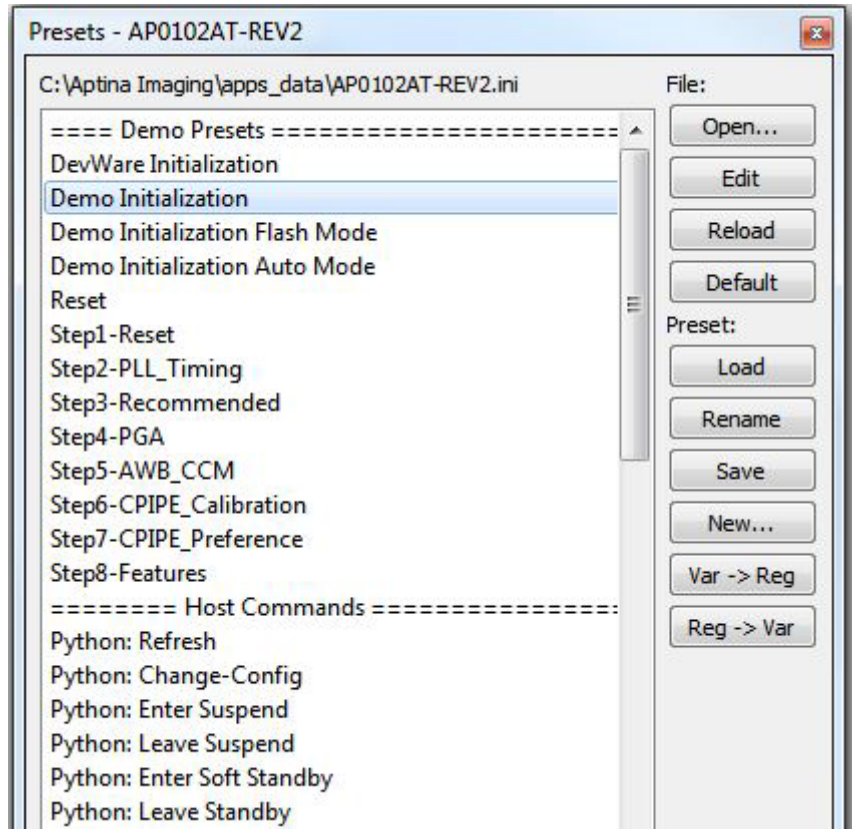 Presets - AP0102AT-REV2
C:\Aptina Imaging\apps_data\AP0102AT-REV2.ini
==== Demo Presets ======================
DevWare Initialization
Demo Initialization
Demo Initialization Flash Mode
Demo Initialization Auto Mode
Reset
Step1-Reset
Step2-PLL_Timing
Step3-Recommended
Step4-PGA
Step5-AWB_CCM
Step6-CPIPE_Calibration
Step7-CPIPE_Preference
Step8-Features
======== Host Commands ================
Python: Refresh
Python: Change-Config
Python: Enter Suspend
Python: Leave Suspend
Python: Enter Soft Standby
Python: Leave Standby
File:
Open...
Edit
Reload
Default
Preset:
Load
Rename
Save
New...
Var -> Reg
Reg -> Var